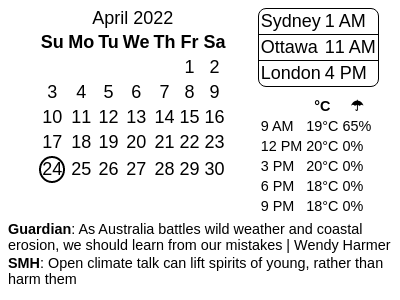 April 2022
Su Mo Tu We Th Fr Sa
1 2
3 4 5 6 7 8 9
10 11 12 13 14 15 16
17 18 19 20 21 22 23
24 25 26 27 28 29 30
Sydney 1 AM
Ottawa 11 AM
London 4 PM
°C ☂
9 AM 19°C 65%
12 PM 20°C 0%
3 PM 20°C 0%
6 PM 18°C 0%
9 PM 18°C 0%
Guardian: As Australia battles wild weather and coastal
erosion, we should learn from our mistakes | Wendy Harmer
SMH: Open climate talk can lift spirits of young, rather than
harm them